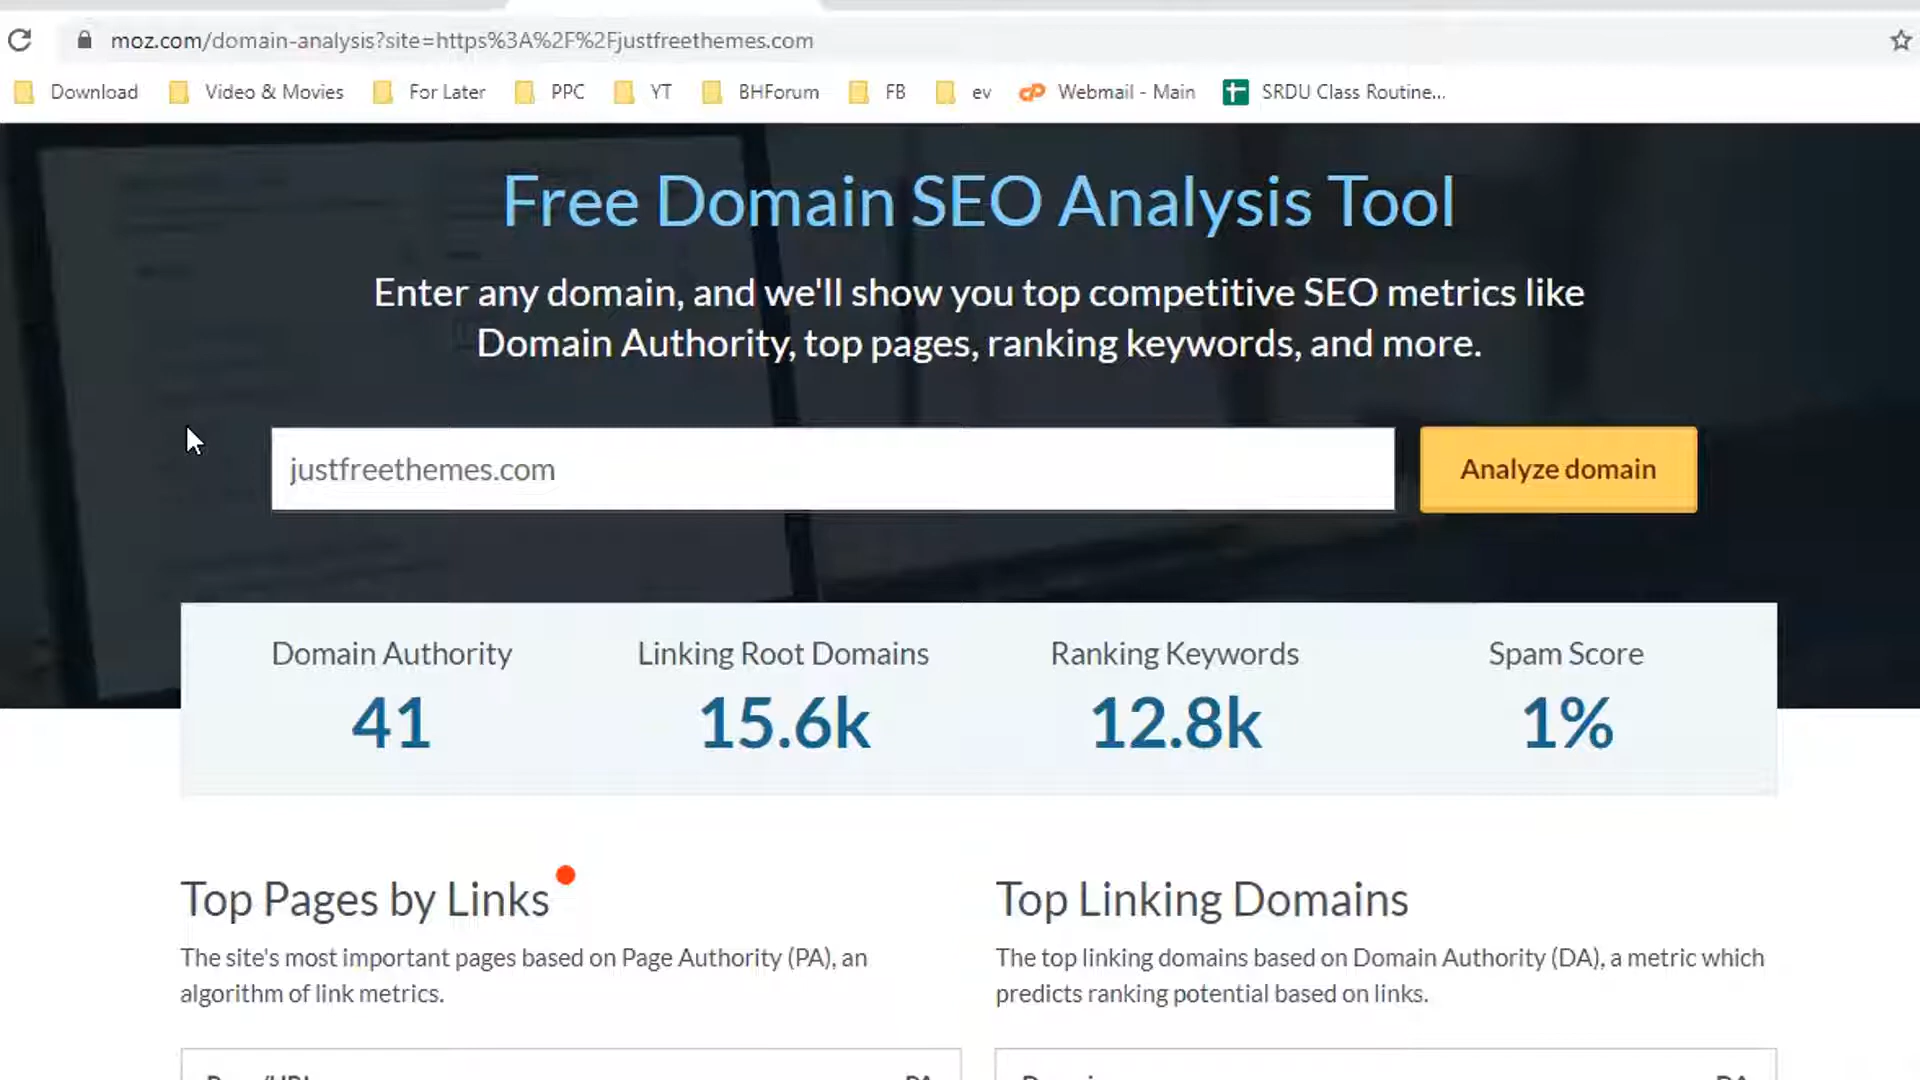 moz.com/domain-analysis?site=https%3A%2F%2Fjustfreethemes.com
Download Video & Movies For Later PPC YT BHForum FB ev Webmail - Main SRDU Class Routine...
Free Domain SEO Analysis Tool
Enter any domain, and we'll show you top competitive SEO metrics like
Domain Authority, top pages, ranking keywords, and more.
justfreethemes.com
Analyze domain
Domain Authority Linking Root Domains Ranking Keywords Spam Score
41 15.6k 12.8k 1%
Top Pages by Links
The site's most important pages based on Page Authority (PA), an
algorithm of link metrics.
Top Linking Domains
The top linking domains based on Domain Authority (DA), a metric which
predicts ranking potential based on links.